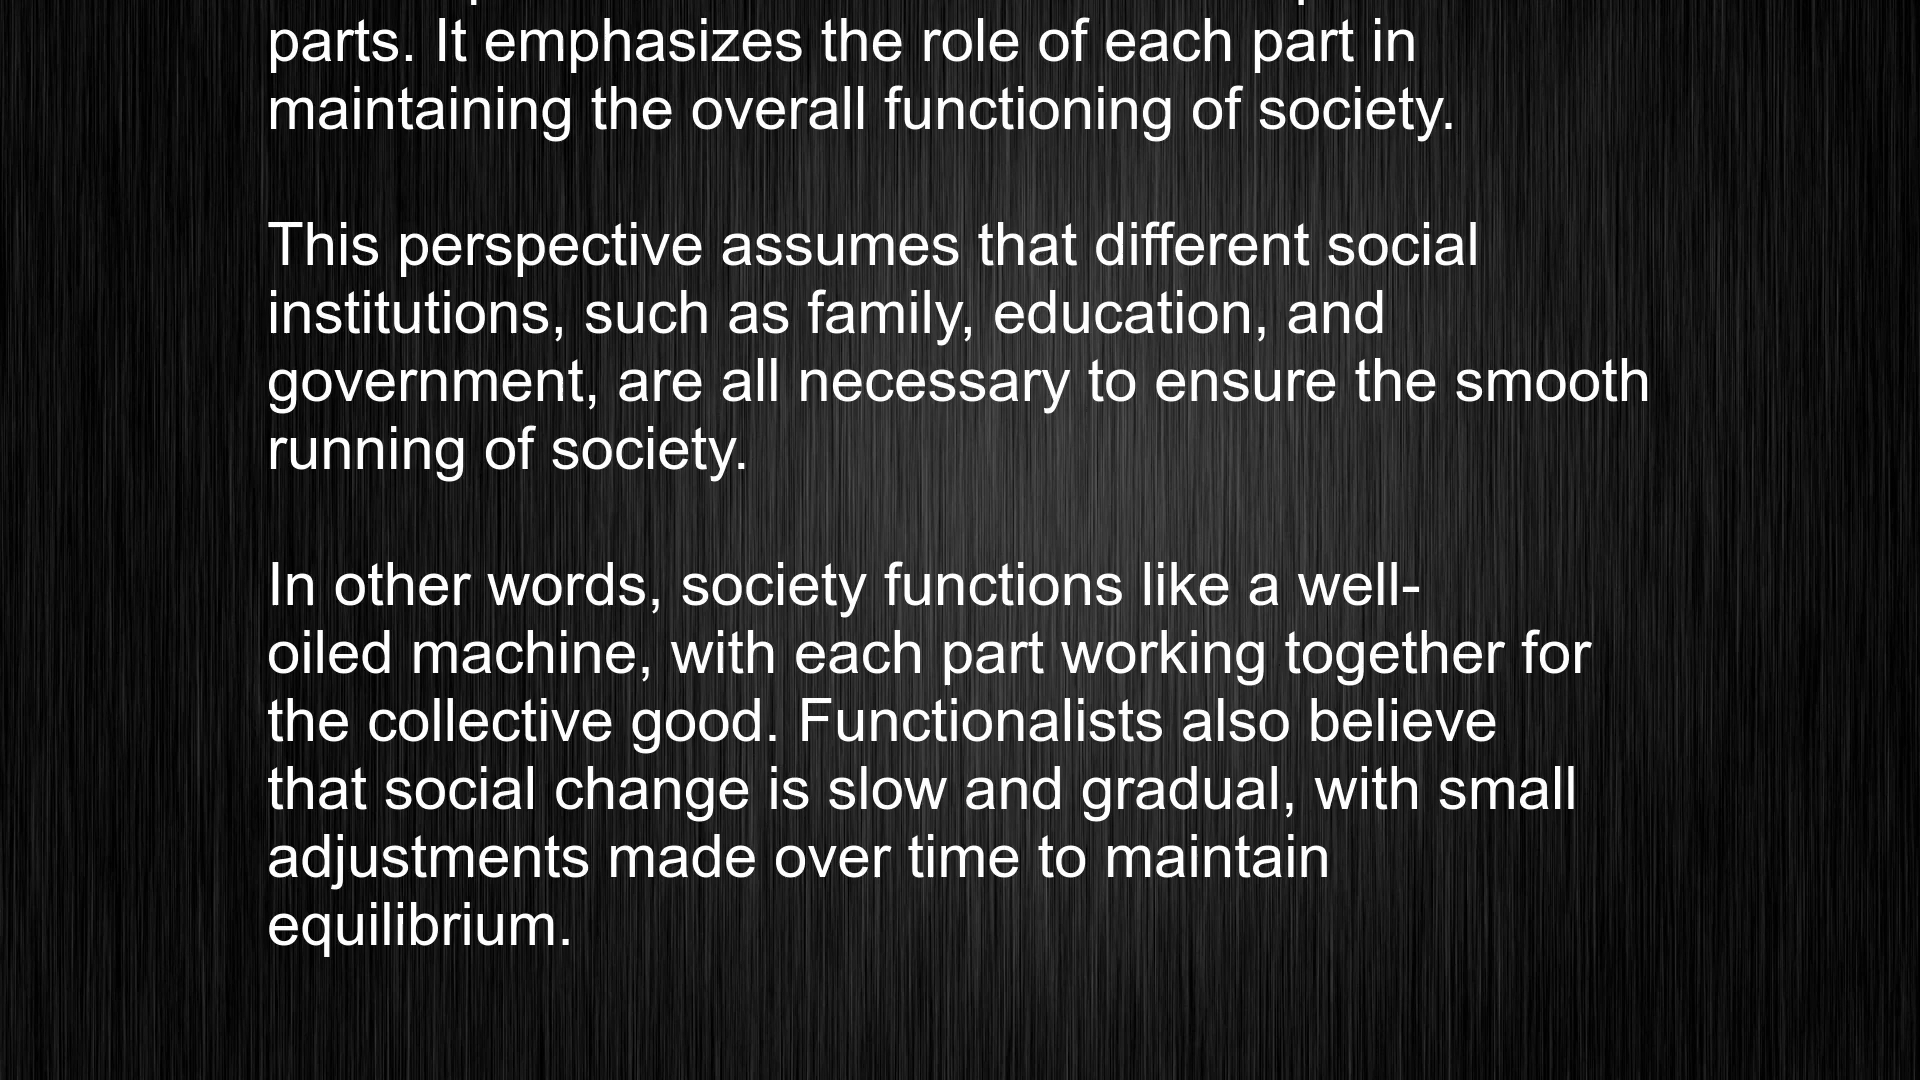 parts. It emphasizes the role of each part in
maintaining the overall functioning of society.
This perspective assumes that different social
institutions, such as family, education, and
government, are all necessary to ensure the smooth
running of society.
In other words, society functions like a well-
oiled machine, with each part working together for
the collective good. Functionalists also believe
that social change is slow and gradual, with small
adjustments made over time to maintain
equilibrium.